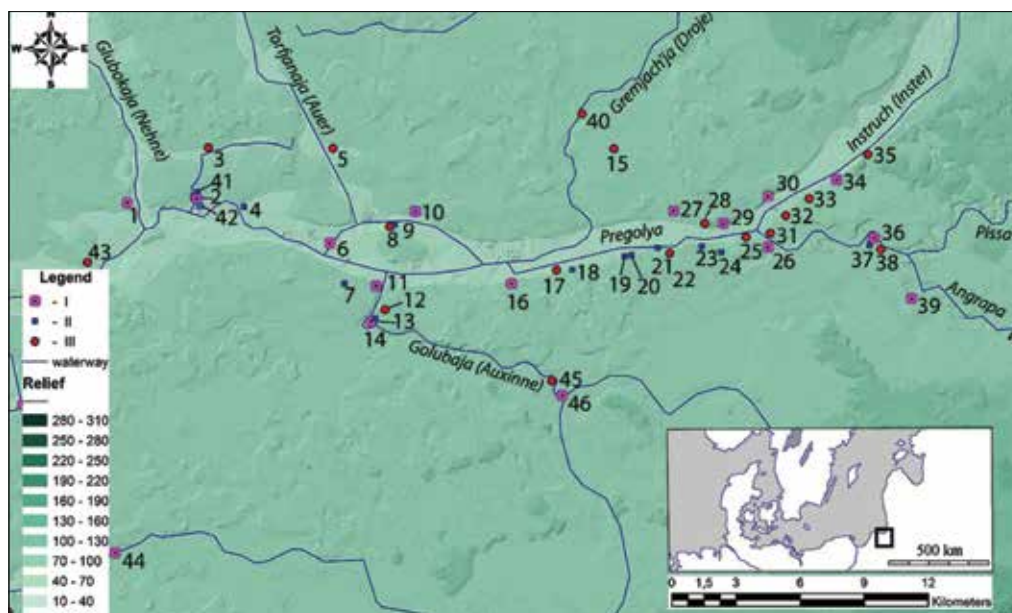 N
W E
S
Glubokaja (Nehne)
Torfjanaja (Auer)
Gremjach'ja (Droje)
Instruch (Inster)
40
3
5
15
35
41
2
30
34
1
42
4
10
27
28
29
33
9
8
32
Pregolya
6
31
36
Pissa
43
25
21
23
26
37
38
22
24
Legend
- I
- II
- III
waterway
7
11
16
17
18
19
20
39
12
13
14
Angrapa
Golubaja (Auxinne)
45
46
Relief
280 - 310
250 - 280
220 - 250
190 - 220
160 - 190
130 - 160
100 - 130
70 - 100
40 - 70
10 - 40
44
500 km
0 1,5 3 6 9 12
Kilometers